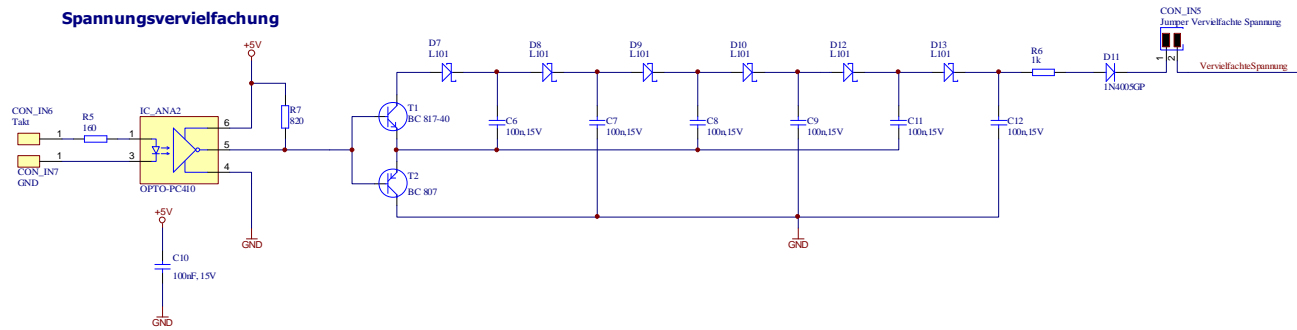 Spannungsvervielfachung
CON_IN5
Jumper Vervielfachte Spannung
+5V
D7
L101
D8
L101
D9
L101
D10
L101
D12
L101
D13
L101
R6
1k
D11
1N4005GP
1
2
VervielfachteSpannung
CON_IN6
Takt
R5
160
IC_ANA2
R7
820
T1
BC 817-40
C6
100n,15V
C7
100n,15V
C8
100n,15V
C9
100n,15V
C11
100n,15V
C12
100n,15V
1
1
6
5
1
3
4
CON_IN7
GND
OPTO-PC410
T2
BC 807
+5V
GND
GND
C10
100nF, 15V
GND